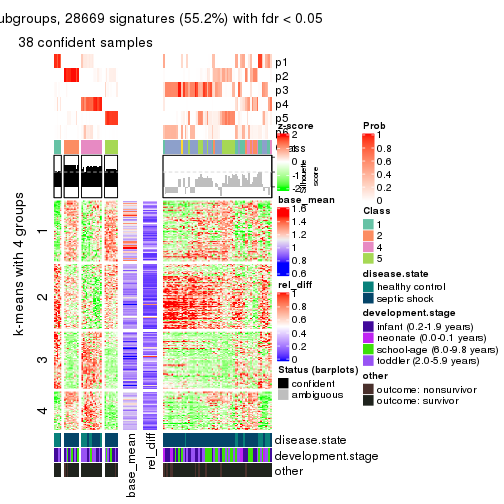 ubgroups, 28669 signatures (55.2%) with fdr < 0.05
38 confident samples
p1
p2
p3
p4
p5
Silhouette
score
k-means with 4 groups
1
2
3
4
z-score
2
1
0
-1
-2
base_mean
1.6
1.4
1.2
1
0.8
0.6
rel_diff
1
0.8
0.6
0.4
0.2
0
Status (barplots)
confident
ambiguous
Prob
1
0.8
0.6
0.4
0.2
0
Class
1
2
4
5
disease.state
healthy control
septic shock
development.stage
infant (0.2-1.9 years)
neonate (0.0-0.1 years)
school-age (6.0-9.8 years)
toddler (2.0-5.9 years)
other
outcome: nonsurvivor
outcome: survivor
disease.state
development.stage
other
base_mean
rel_diff